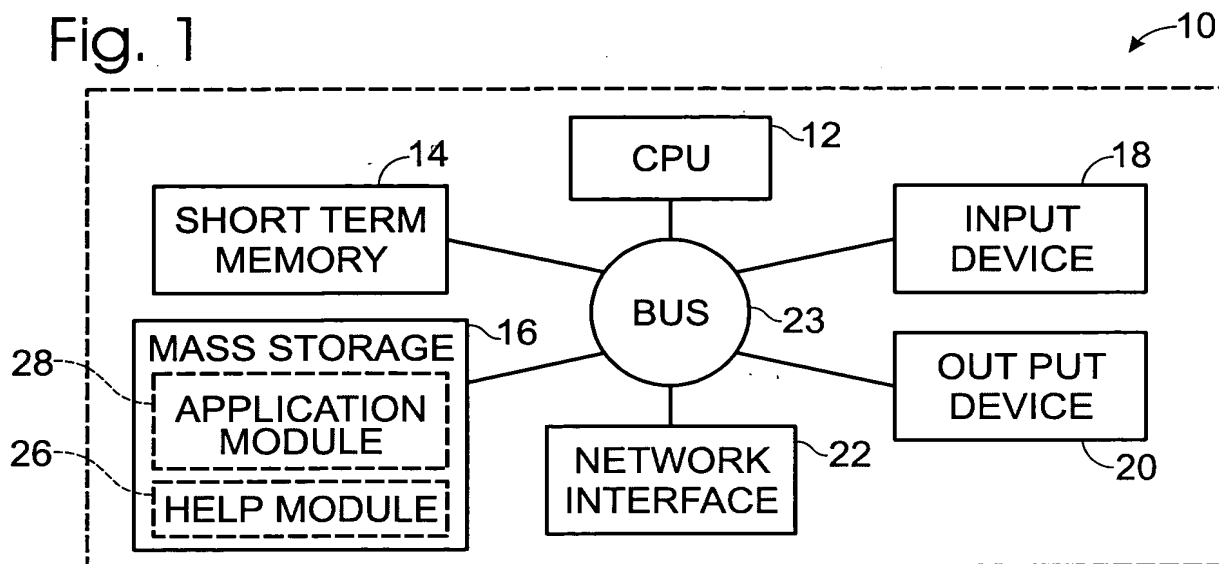 Fig. 1
10
12
CPU
14
SHORT TERM
MEMORY
18
INPUT
DEVICE
BUS
23
16
MASS STORAGE
28
APPLICATION
MODULE
26
HELP MODULE
OUT PUT
DEVICE
20
22
NETWORK
INTERFACE